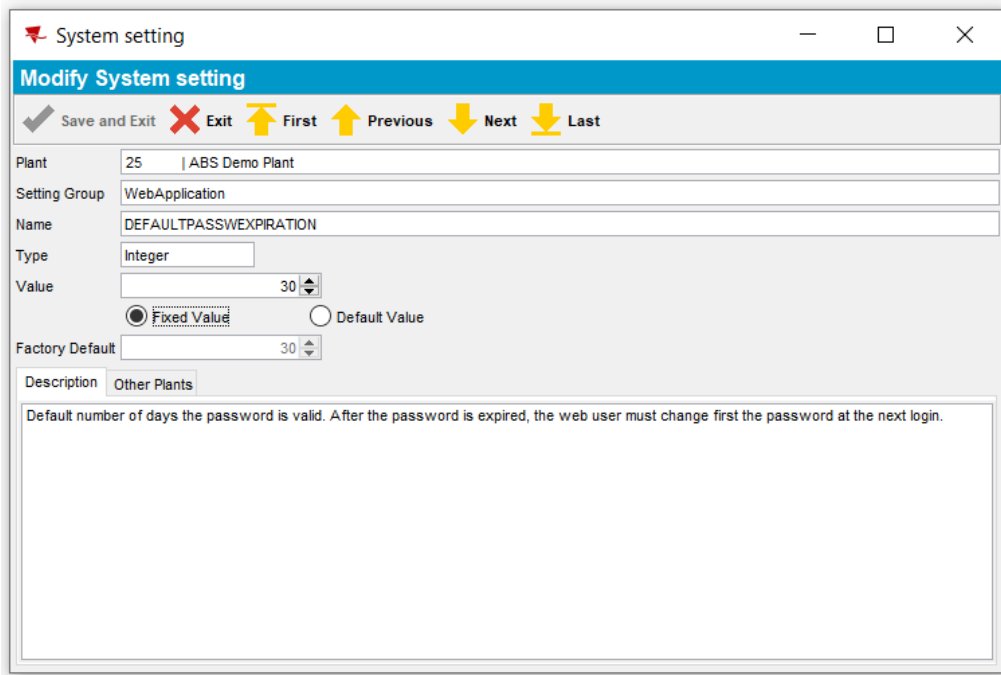 System setting
Modify System setting
Save and Exit Exit First Previous Next Last
Plant 25 | ABS Demo Plant
Setting Group WebApplication
Name DEFAULTPASSWEXPIRATION
Type Integer
Value 30
Fixed Value Default Value
Factory Default 30
Description Other Plants
Default number of days the password is valid. After the password is expired, the web user must change first the password at the next login.